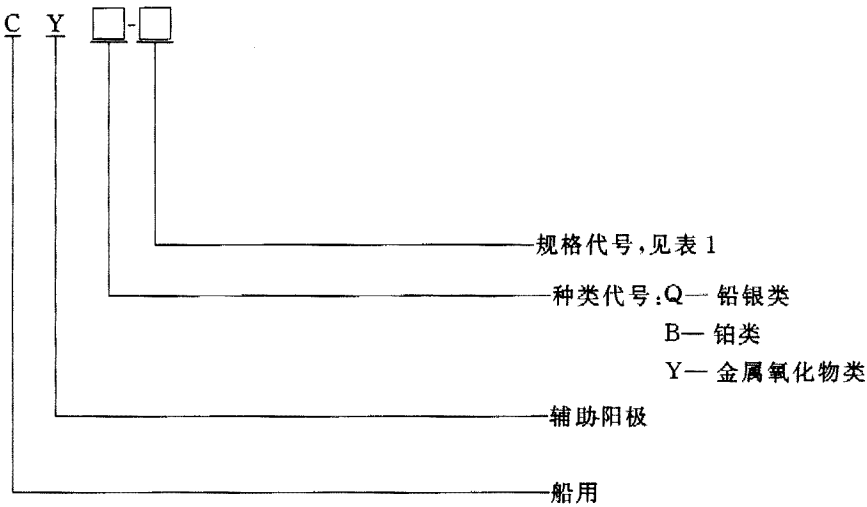 C Y □-□
规格代号,见表 1
种类代号:Q— 铅银类
B— 铂类
Y— 金属氧化物类
辅助阳极
船用